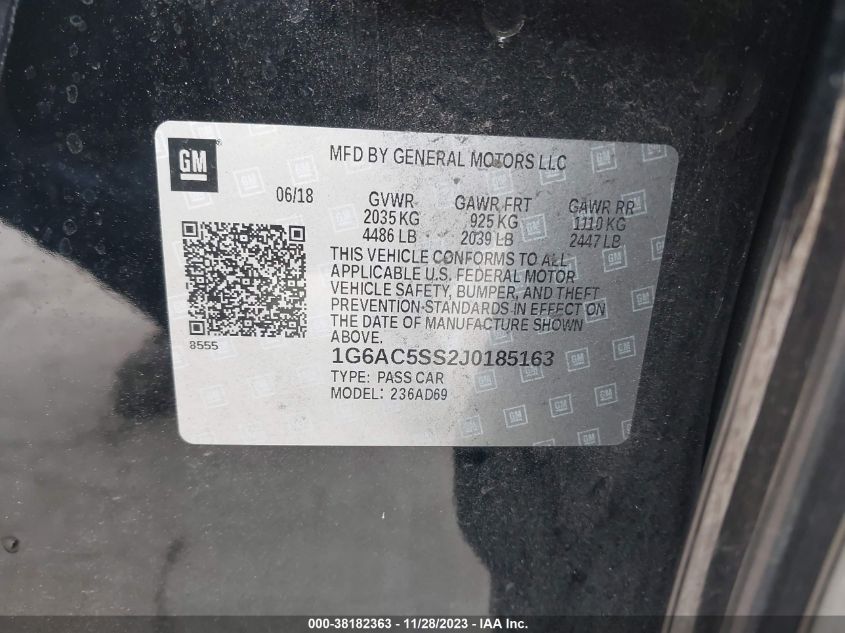 GM
MFD BY GENERAL MOTORS LLC
06/18
GVWR GAWR FRT GAWR RR
2035 KG 925 KG 1110 KG
4486 LB 2039 LB 2447 LB
THIS VEHICLE CONFORMS TO ALL
APPLICABLE U.S. FEDERAL MOTOR
VEHICLE SAFETY, BUMPER, AND THEFT
PREVENTION-STANDARDS IN EFFECT ON
THE DATE OF MANUFACTURE SHOWN
ABOVE.
8555
1G6AC5SS2J0185163
TYPE: PASS CAR
MODEL: 236AD69
000-38182363 - 11/28/2023 - IAA Inc.